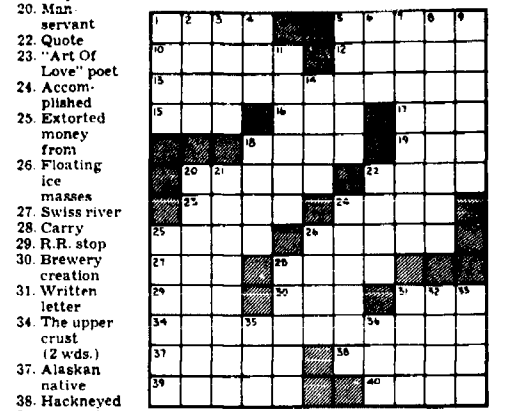 20. Man
servant
22. Quote
23. "Art Of
Love" poet
24. Accom-
plished
25. Extorted
money
from
26. Floating
ice
masses
27. Swiss river
28. Carry
29. R.R. stop
30. Brewery
creation
31. Written
letter
34. The upper
crust
(2 wds.)
37. Alaskan
native
38. Hackneyed
1 2 3 4 5 6 7 8 9
10 11 12
13 14
15 16 17
18 19
20 21 22
23 24
25 26
27 28
29 30 31 32 33
34 35 36
37 38
39 40